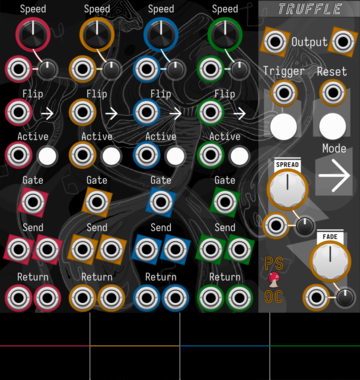 Speed Speed Speed Speed
TRUFFLE
Output
Flip Flip Flip Flip
Trigger Reset
Active Active Active Active
Mode
SPREAD
Gate Gate Gate Gate
Send Send Send Send
FADE
Return Return Return Return
PS
OC